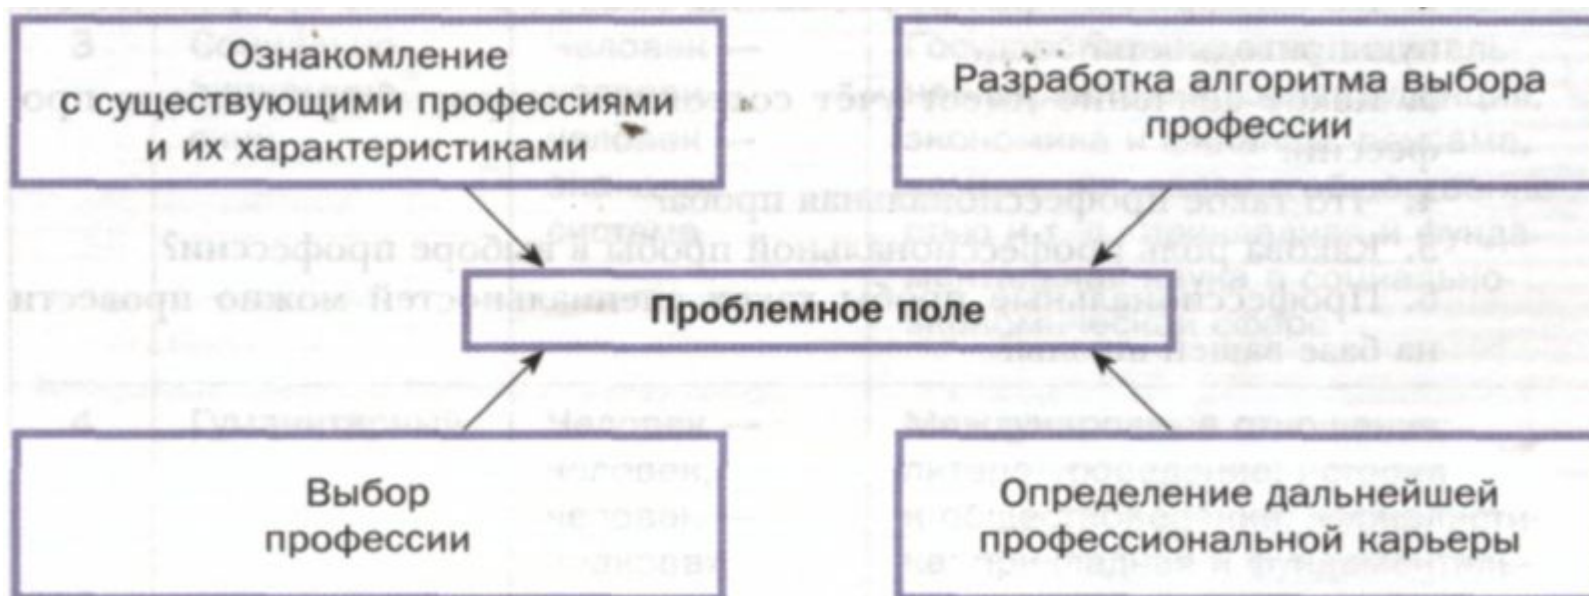 Ознакомление
с существующими профессиями
и их характеристиками
Разработка алгоритма выбора
профессии
Проблемное поле
Выбор
профессии
Определение дальнейшей
профессиональной карьеры